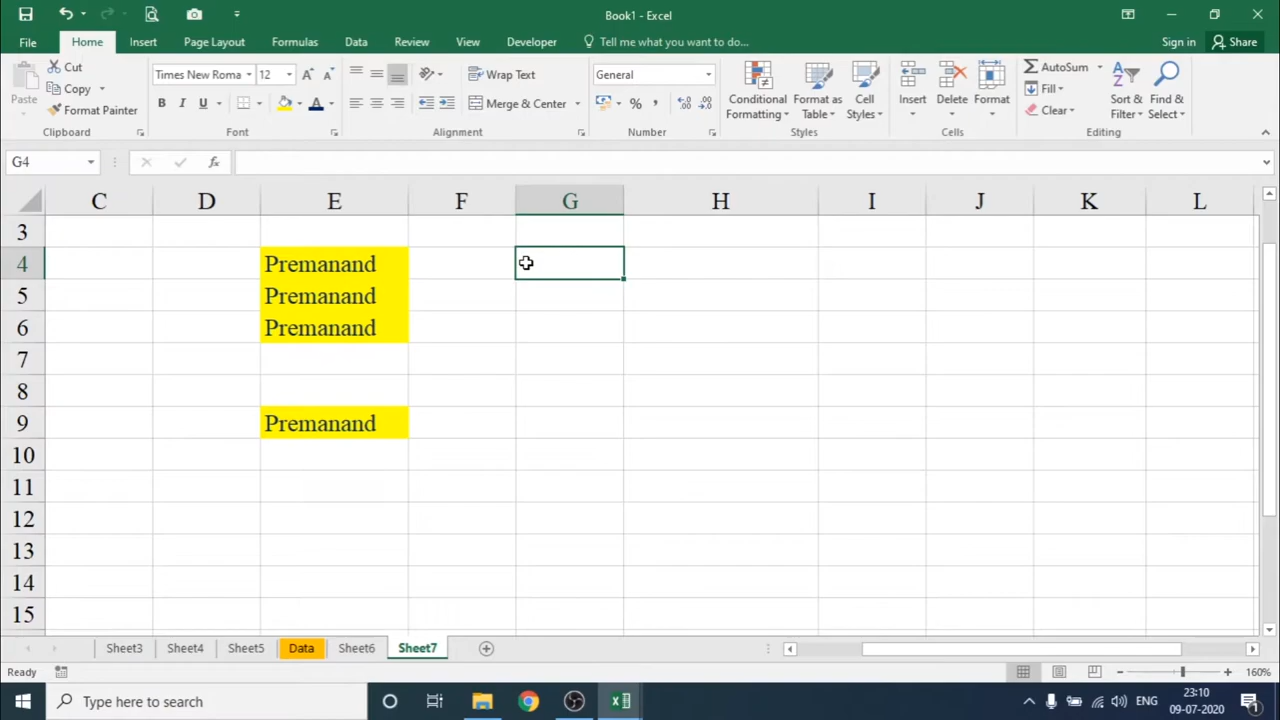 Book1 - Excel
File Home Insert Page Layout Formulas Data Review View Developer Tell me what you want to do... Sign in Share
Paste Cut Copy Format Painter Clipboard
Times New Roma 12 B I U A Font
Wrap Text Merge & Center Alignment
General % , Number
Conditional Formatting Format as Table Cell Styles Styles
Insert Delete Format Cells
AutoSum Fill Clear Sort & Filter Find & Select Editing
G4 fx
C D E F G H I J K L
3
4 Premanand
5 Premanand
6 Premanand
7
8
9 Premanand
10
11
12
13
14
15
Sheet3 Sheet4 Sheet5 Data Sheet6 Sheet7
Ready 160%
Type here to search ENG 23:10
09-07-2020 1